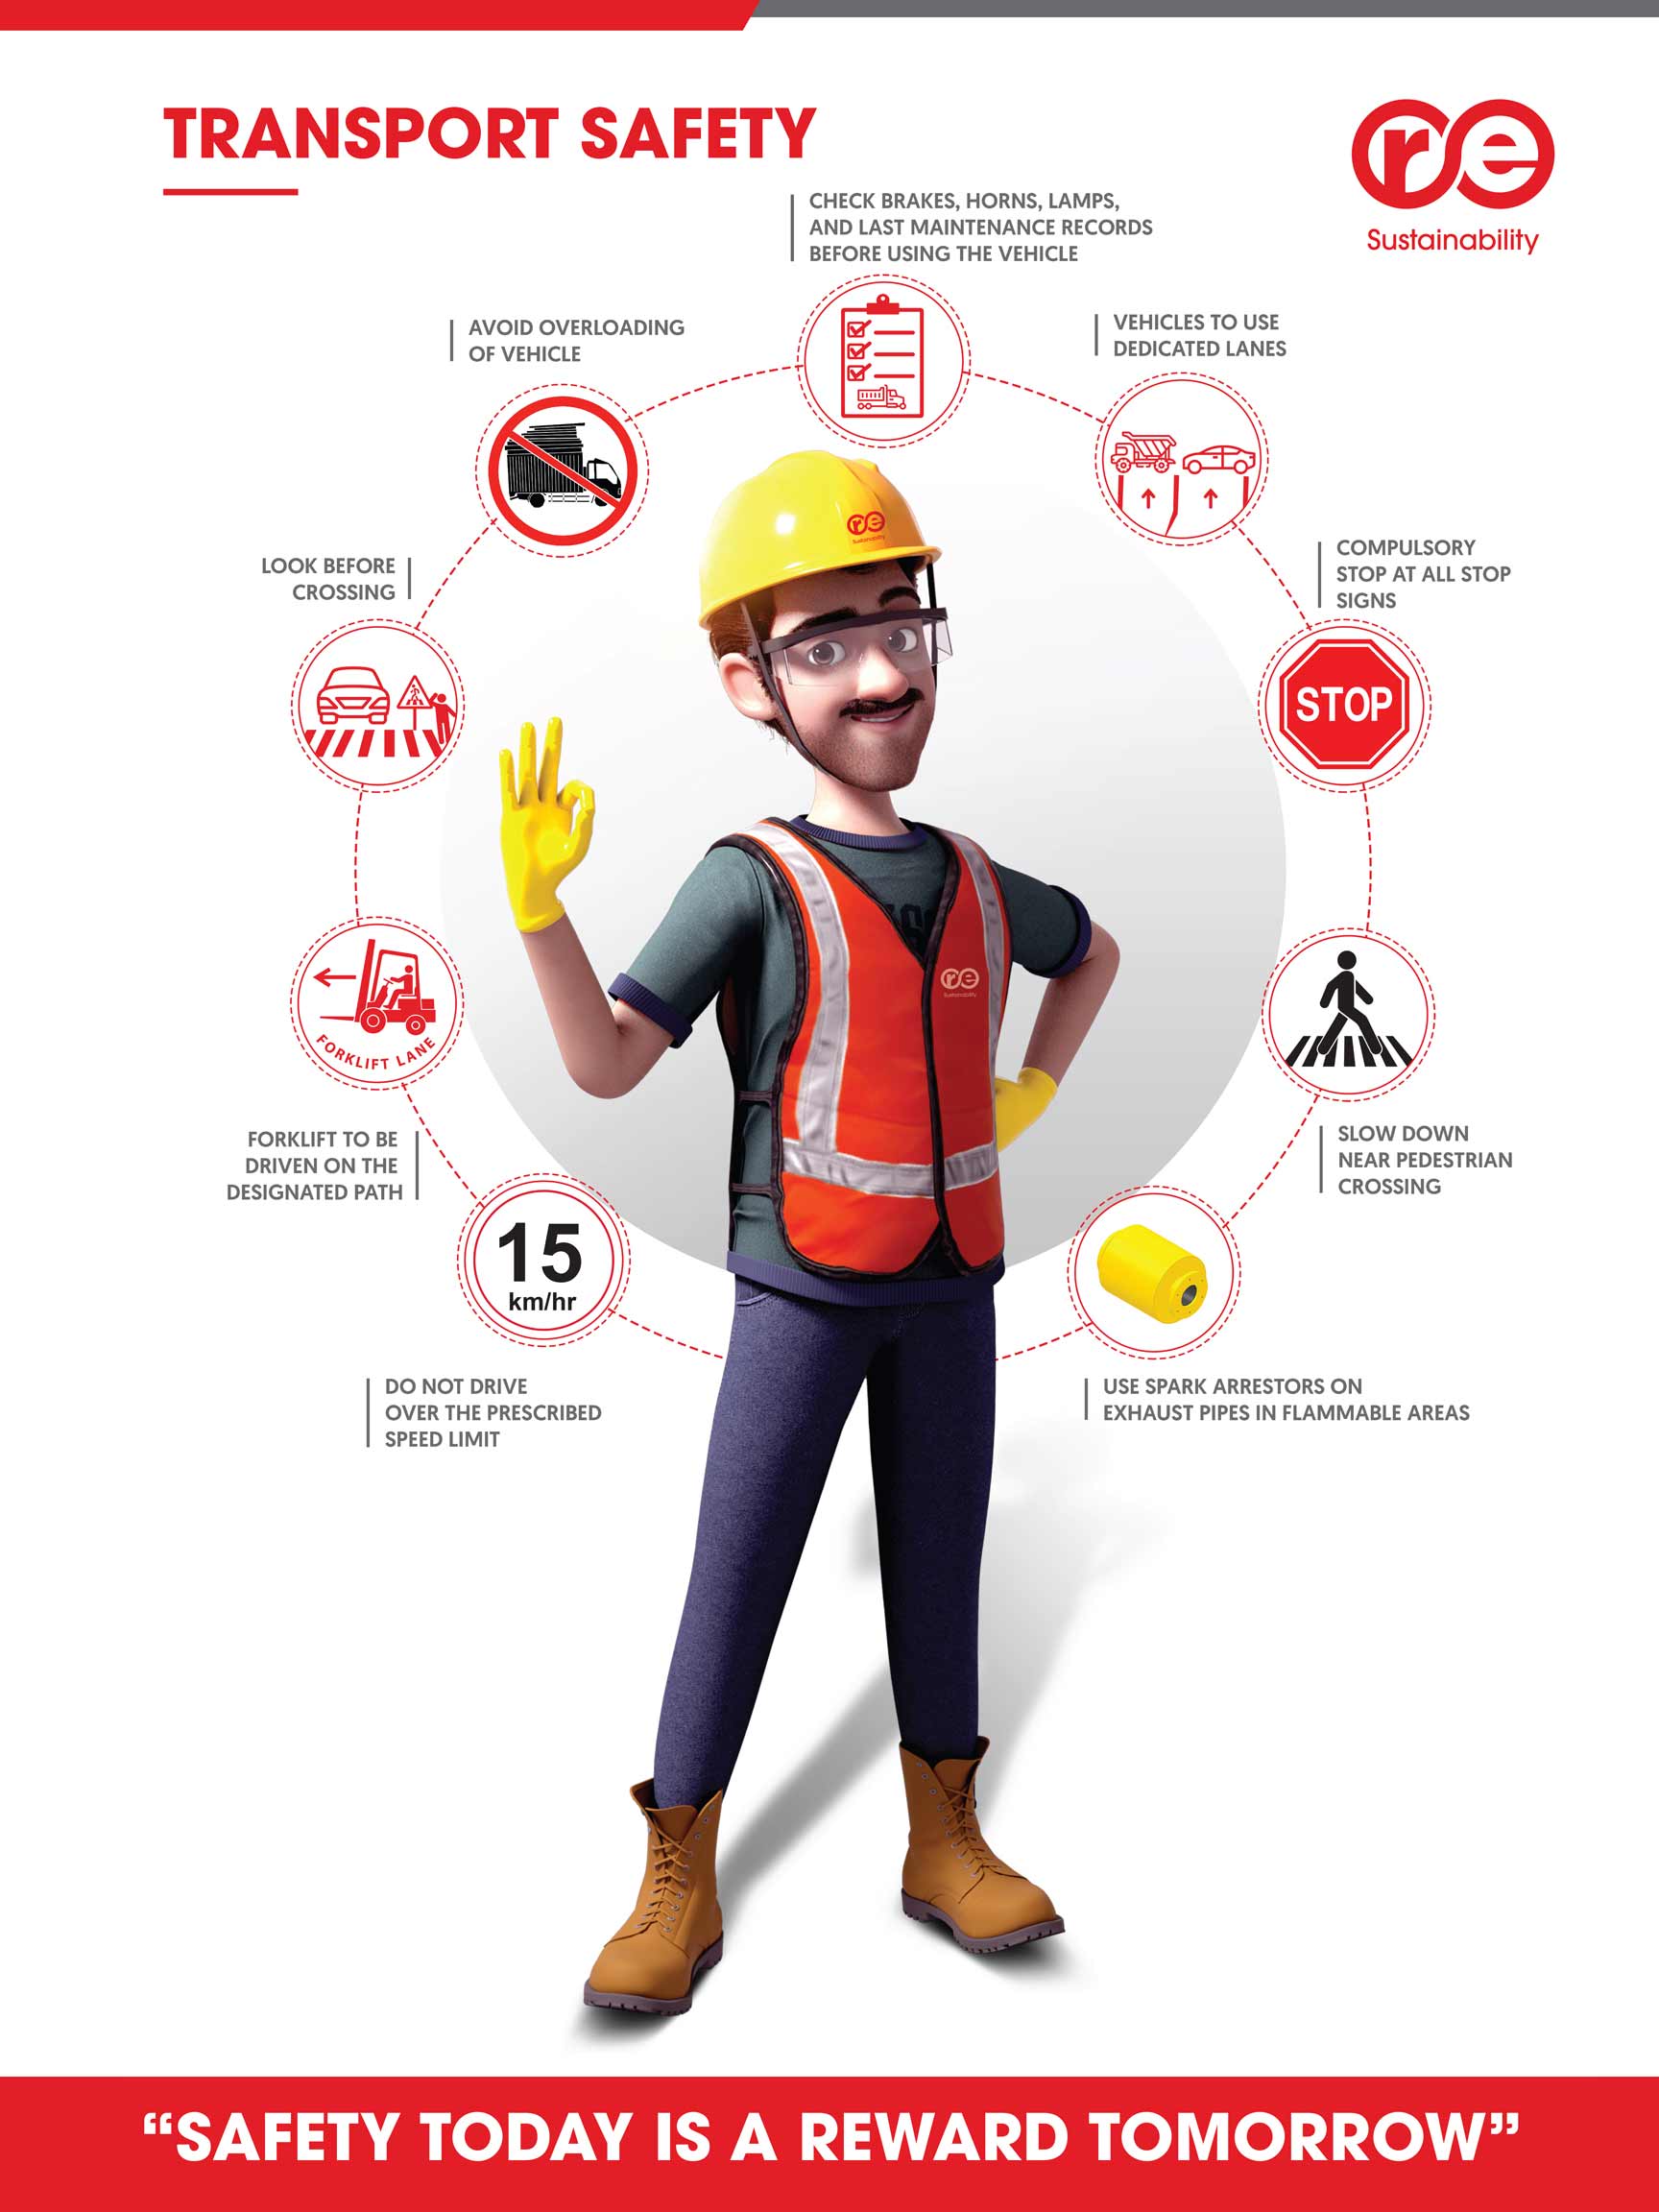 TRANSPORT SAFETY
re
Sustainability
CHECK BRAKES, HORNS, LAMPS,
AND LAST MAINTENANCE RECORDS
BEFORE USING THE VEHICLE
AVOID OVERLOADING
OF VEHICLE
VEHICLES TO USE
DEDICATED LANES
LOOK BEFORE
CROSSING
COMPULSORY
STOP AT ALL STOP
SIGNS
STOP
re
Sustainability
re
Sustainability
FORKLIFT LANE
FORKLIFT TO BE
DRIVEN ON THE
DESIGNATED PATH
SLOW DOWN
NEAR PEDESTRIAN
CROSSING
15
km/hr
DO NOT DRIVE
OVER THE PRESCRIBED
SPEED LIMIT
USE SPARK ARRESTORS ON
EXHAUST PIPES IN FLAMMABLE AREAS
“SAFETY TODAY IS A REWARD TOMORROW”